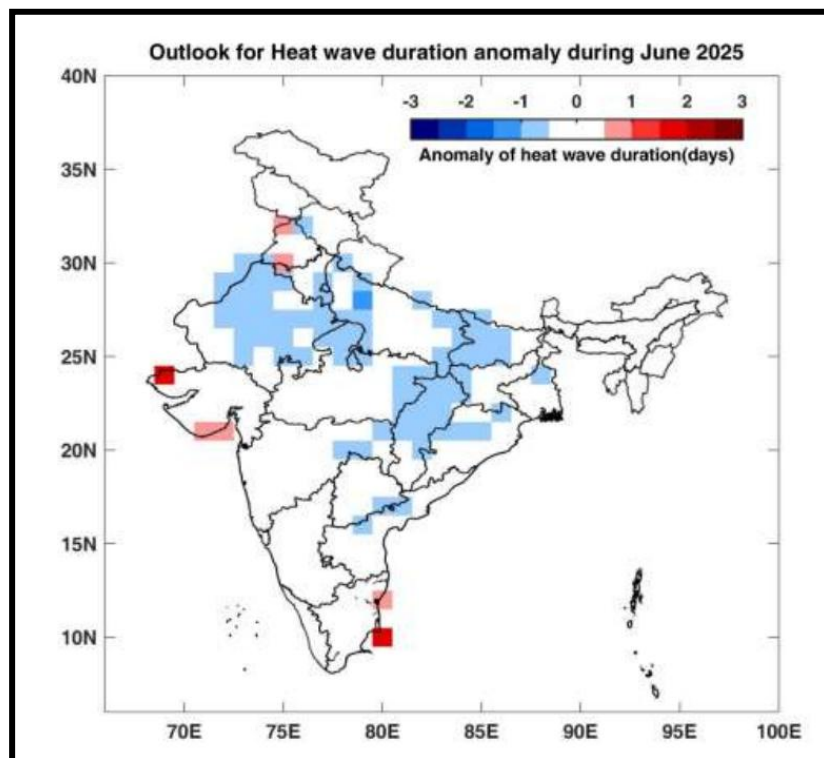 Outlook for Heat wave duration anomaly during June 2025
40N
-3 -2 -1 0 1 2 3
Anomaly of heat wave duration(days)
35N
30N
25N
20N
15N
10N
70E 75E 80E 85E 90E 95E 100E